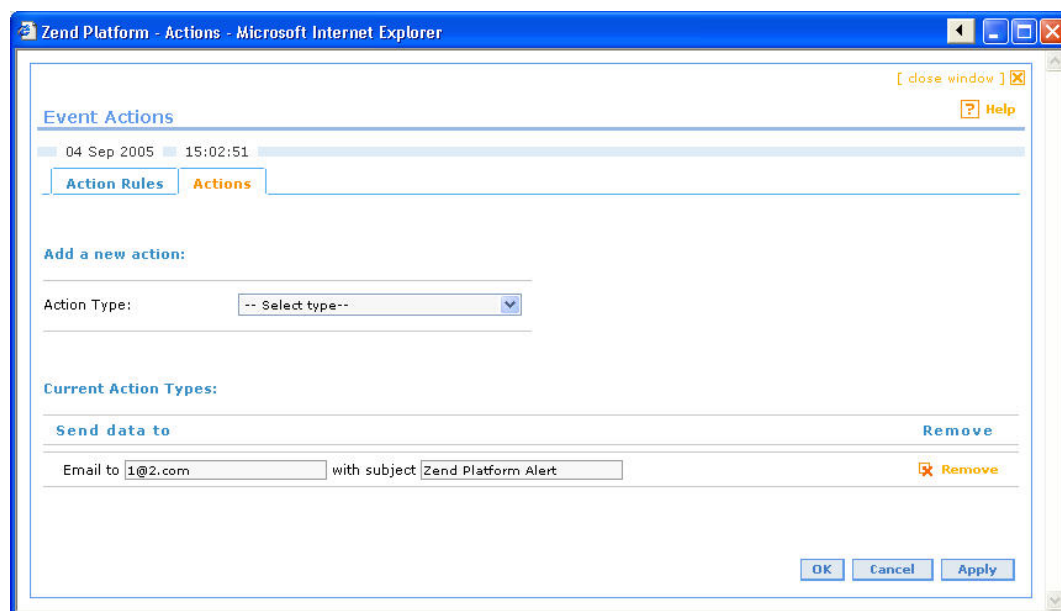 Zend Platform - Actions - Microsoft Internet Explorer
[ close window ]
Event Actions
? Help
04 Sep 2005 15:02:51
Action Rules Actions
Add a new action:
Action Type: -- Select type--
Current Action Types:
Send data to Remove
Email to 1@2.com with subject Zend Platform Alert Remove
OK Cancel Apply